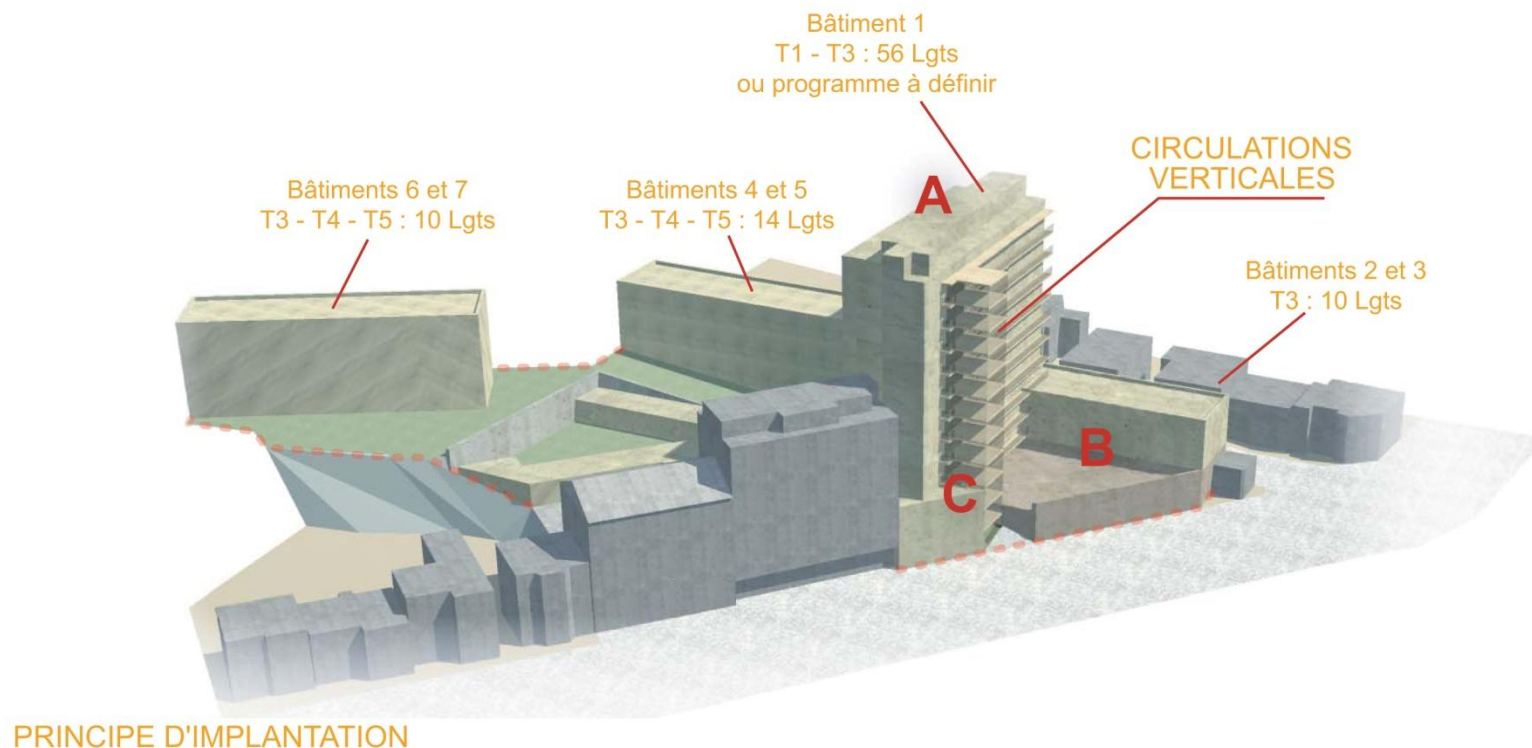 Bâtiment 1
T1 - T3 : 56 Lgts
ou programme à définir
CIRCULATIONS
VERTICALES
Bâtiments 6 et 7
T3 - T4 - T5 : 10 Lgts
Bâtiments 4 et 5
T3 - T4 - T5 : 14 Lgts
A
Bâtiments 2 et 3
T3 : 10 Lgts
B
C
PRINCIPE D'IMPLANTATION